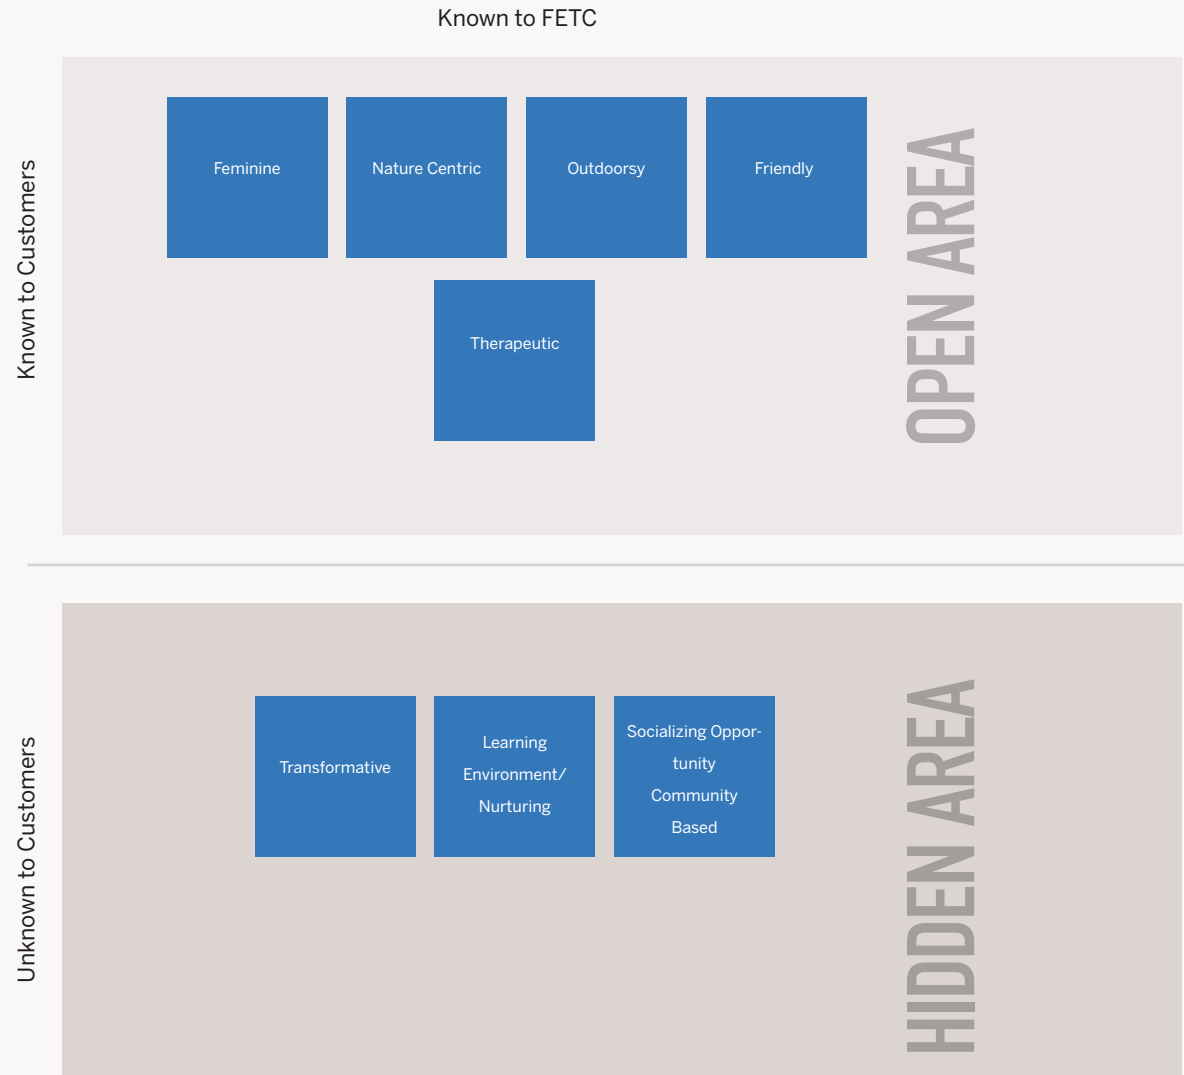 Known to FETC
Known to Customers
Feminine
Nature Centric
Outdoorsy
Friendly
Therapeutic
OPEN AREA
Unknown to Customers
Transformative
Learning
Environment/
Nurturing
Socializing Oppor-
tunity
Community
Based
HIDDEN AREA